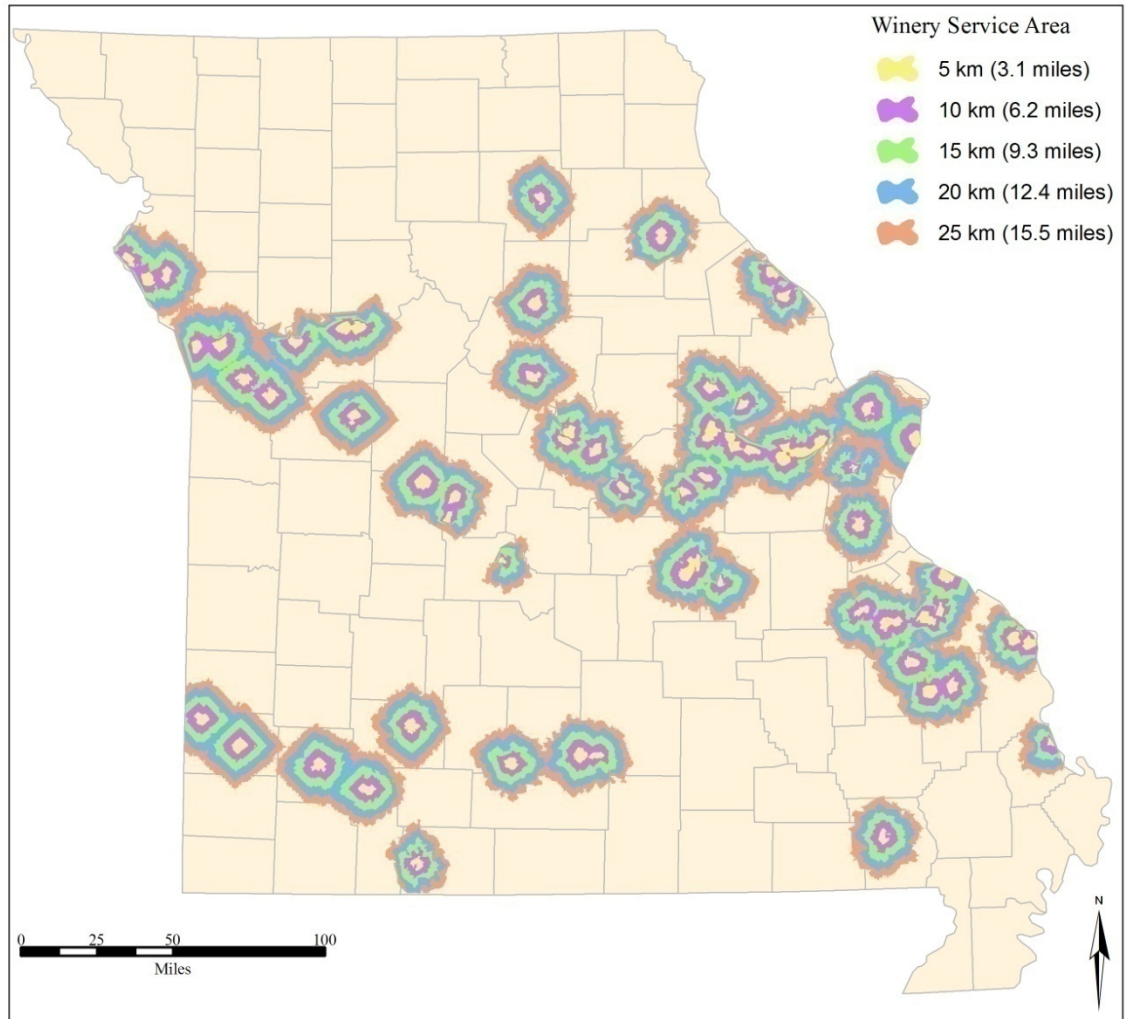 Winery Service Area
5 km (3.1 miles)
10 km (6.2 miles)
15 km (9.3 miles)
20 km (12.4 miles)
25 km (15.5 miles)
N
0 25 50 100
Miles